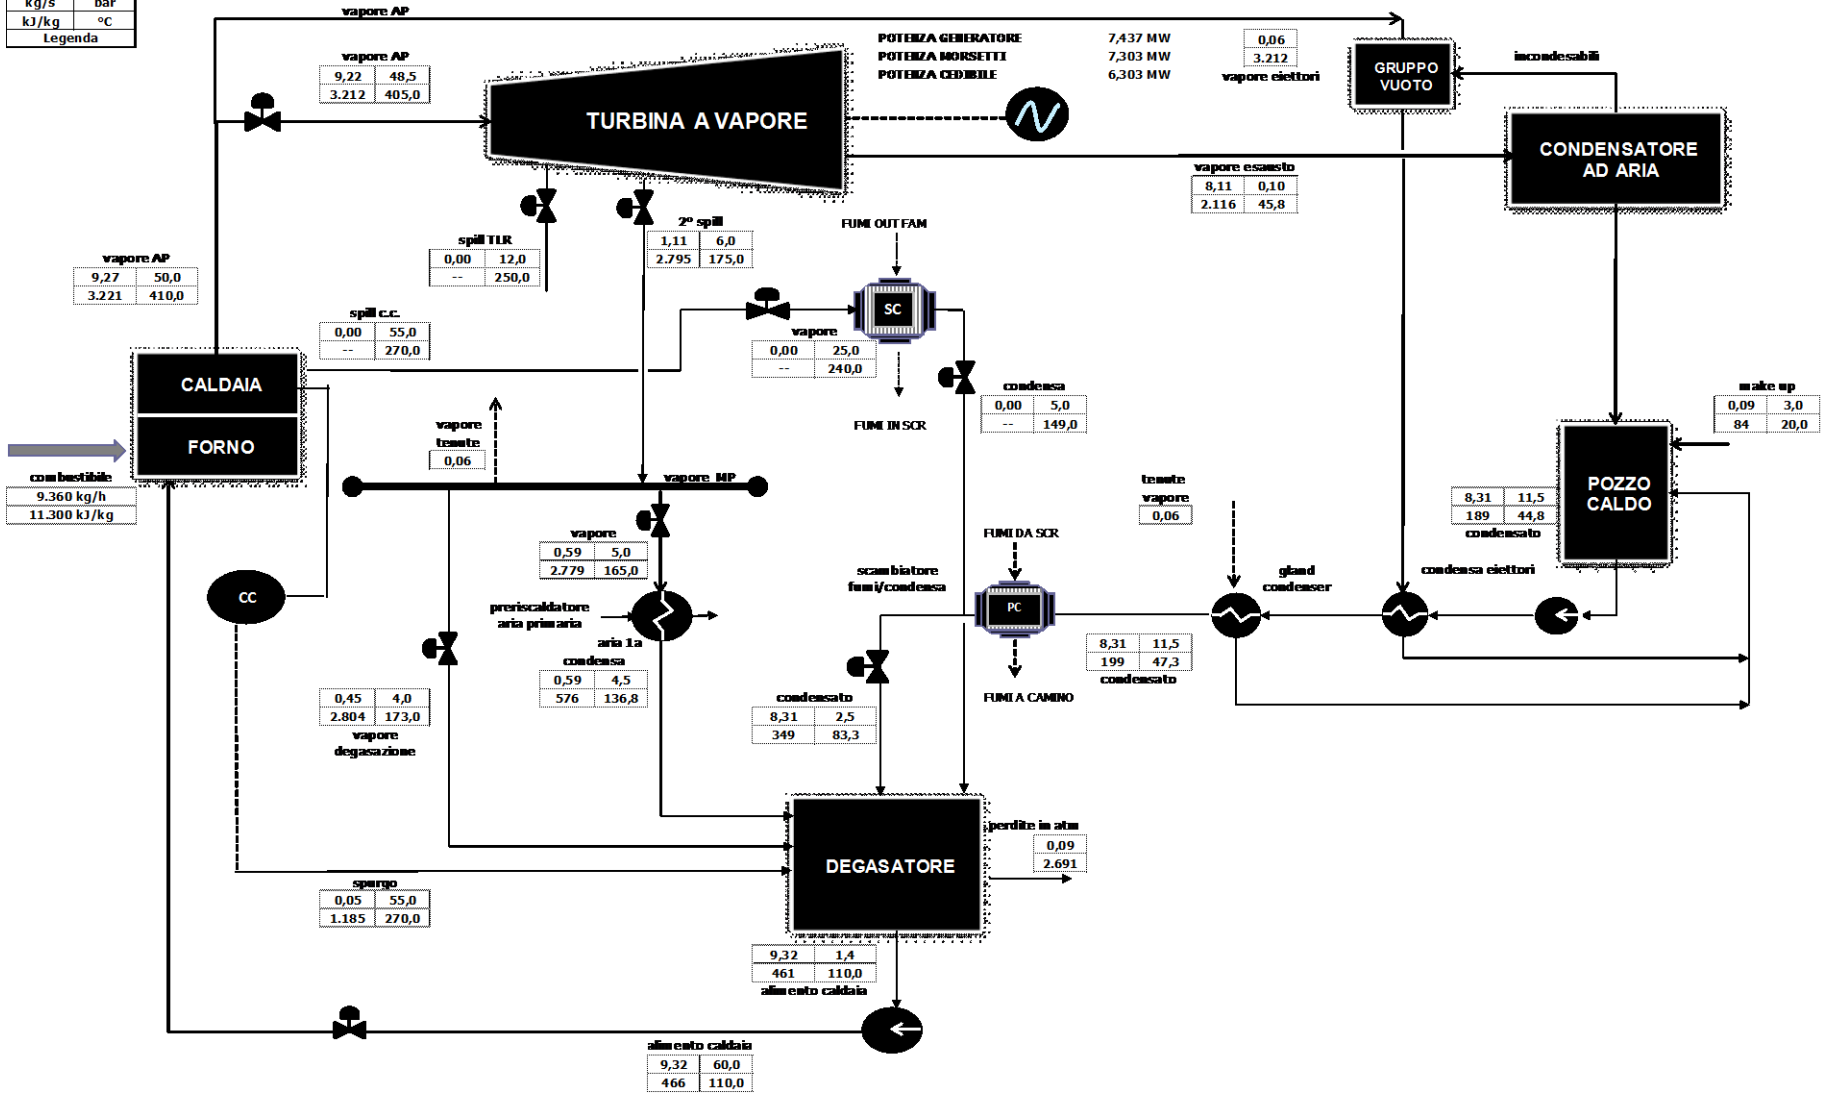 kg/s bar
kJ/kg °C
Legenda
vapore AP
vapore AP
9,22 48,5
3.212 405,0
TURBINA A VAPORE
POTENZA GENERATORE 7,437 MW
POTENZA MORSETTI 7,303 MW
POTENZA CEDIBILE 6,303 MW
0,06
3.212
vapore eiettori
GRUPPO
VUOTO
incondesabili
CONDENSATORE
AD ARIA
vapore esausto
8,11 0,10
2.116 45,8
spill TLR
0,00 12,0
-- 250,0
2° spill
1,11 6,0
2.795 175,0
FUMI OUT FAM
SC
vapore
0,00 25,0
-- 240,0
FUMI IN SCR
vapore AP
9,27 50,0
3.221 410,0
spill c.c.
0,00 55,0
-- 270,0
CALDAIA
FORNO
combustibile
9.360 kg/h
11.300 kJ/kg
vapore
tenute
0,06
vapore MP
condensa
0,00 5,0
-- 149,0
make up
0,09 3,0
84 20,0
POZZO
CALDO
8,31 11,5
189 44,8
condensato
tenute
vapore
0,06
FUMI DA SCR
vapore
0,59 5,0
2.779 165,0
scambiatore
fumi/condensa
PC
gland
condenser
condensa eiettori
CC
preriscaldatore
aria primaria
aria 1a
condensa
0,59 4,5
576 136,8
8,31 11,5
199 47,3
condensato
FUMI A CAMINO
0,45 4,0
2.804 173,0
vapore
degasazione
condensato
8,31 2,5
349 83,3
DEGASATORE
perdite in atm
0,09
2.691
spurgo
0,05 55,0
1.185 270,0
9,32 1,4
461 110,0
alimento caldaia
alimento caldaia
9,32 60,0
466 110,0